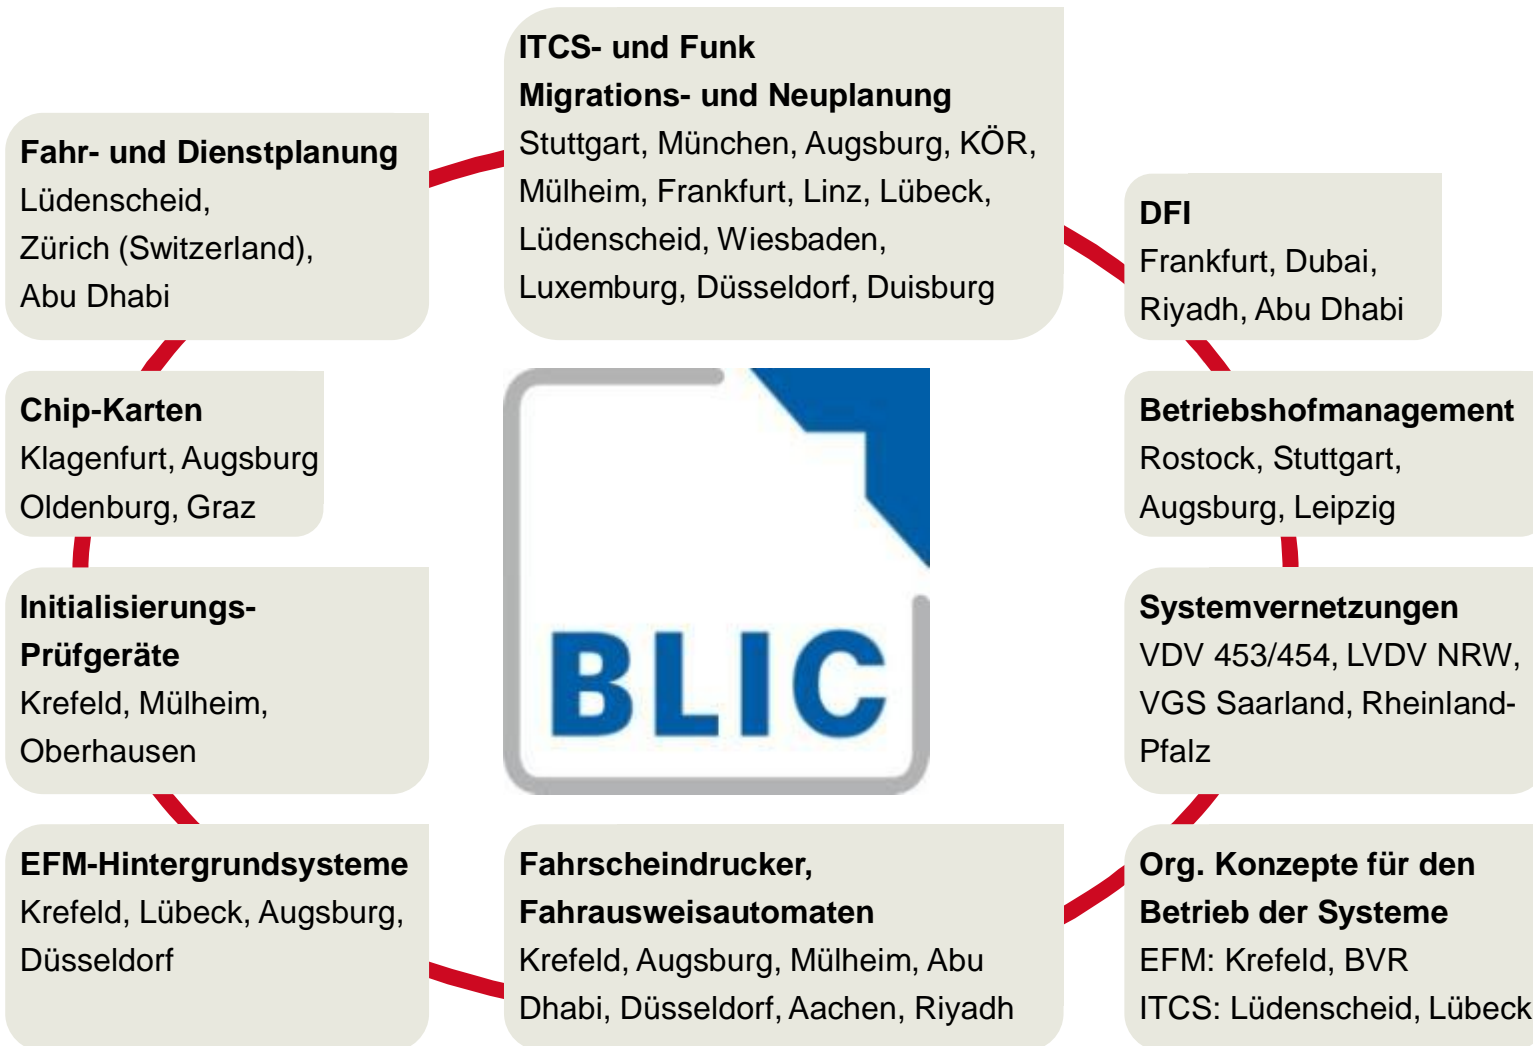 ITCS- und Funk
Migrations- und Neuplanung
Stuttgart, München, Augsburg, KÖR,
Mülheim, Frankfurt, Linz, Lübeck,
Lüdenscheid, Wiesbaden,
Luxemburg, Düsseldorf, Duisburg
Fahr- und Dienstplanung
Lüdenscheid,
Zürich (Switzerland),
Abu Dhabi
DFI
Frankfurt, Dubai,
Riyadh, Abu Dhabi
Chip-Karten
Klagenfurt, Augsburg
Oldenburg, Graz
Betriebshofmanagement
Rostock, Stuttgart,
Augsburg, Leipzig
Initialisierungs-
Prüfgeräte
Krefeld, Mülheim,
Oberhausen
BLIC
Systemvernetzungen
VDV 453/454, LVDV NRW,
VGS Saarland, Rheinland-
Pfalz
EFM-Hintergrundsysteme
Krefeld, Lübeck, Augsburg,
Düsseldorf
Fahrscheindrucker,
Fahrausweisautomaten
Krefeld, Augsburg, Mülheim, Abu
Dhabi, Düsseldorf, Aachen, Riyadh
Org. Konzepte für den
Betrieb der Systeme
EFM: Krefeld, BVR
ITCS: Lüdenscheid, Lübeck